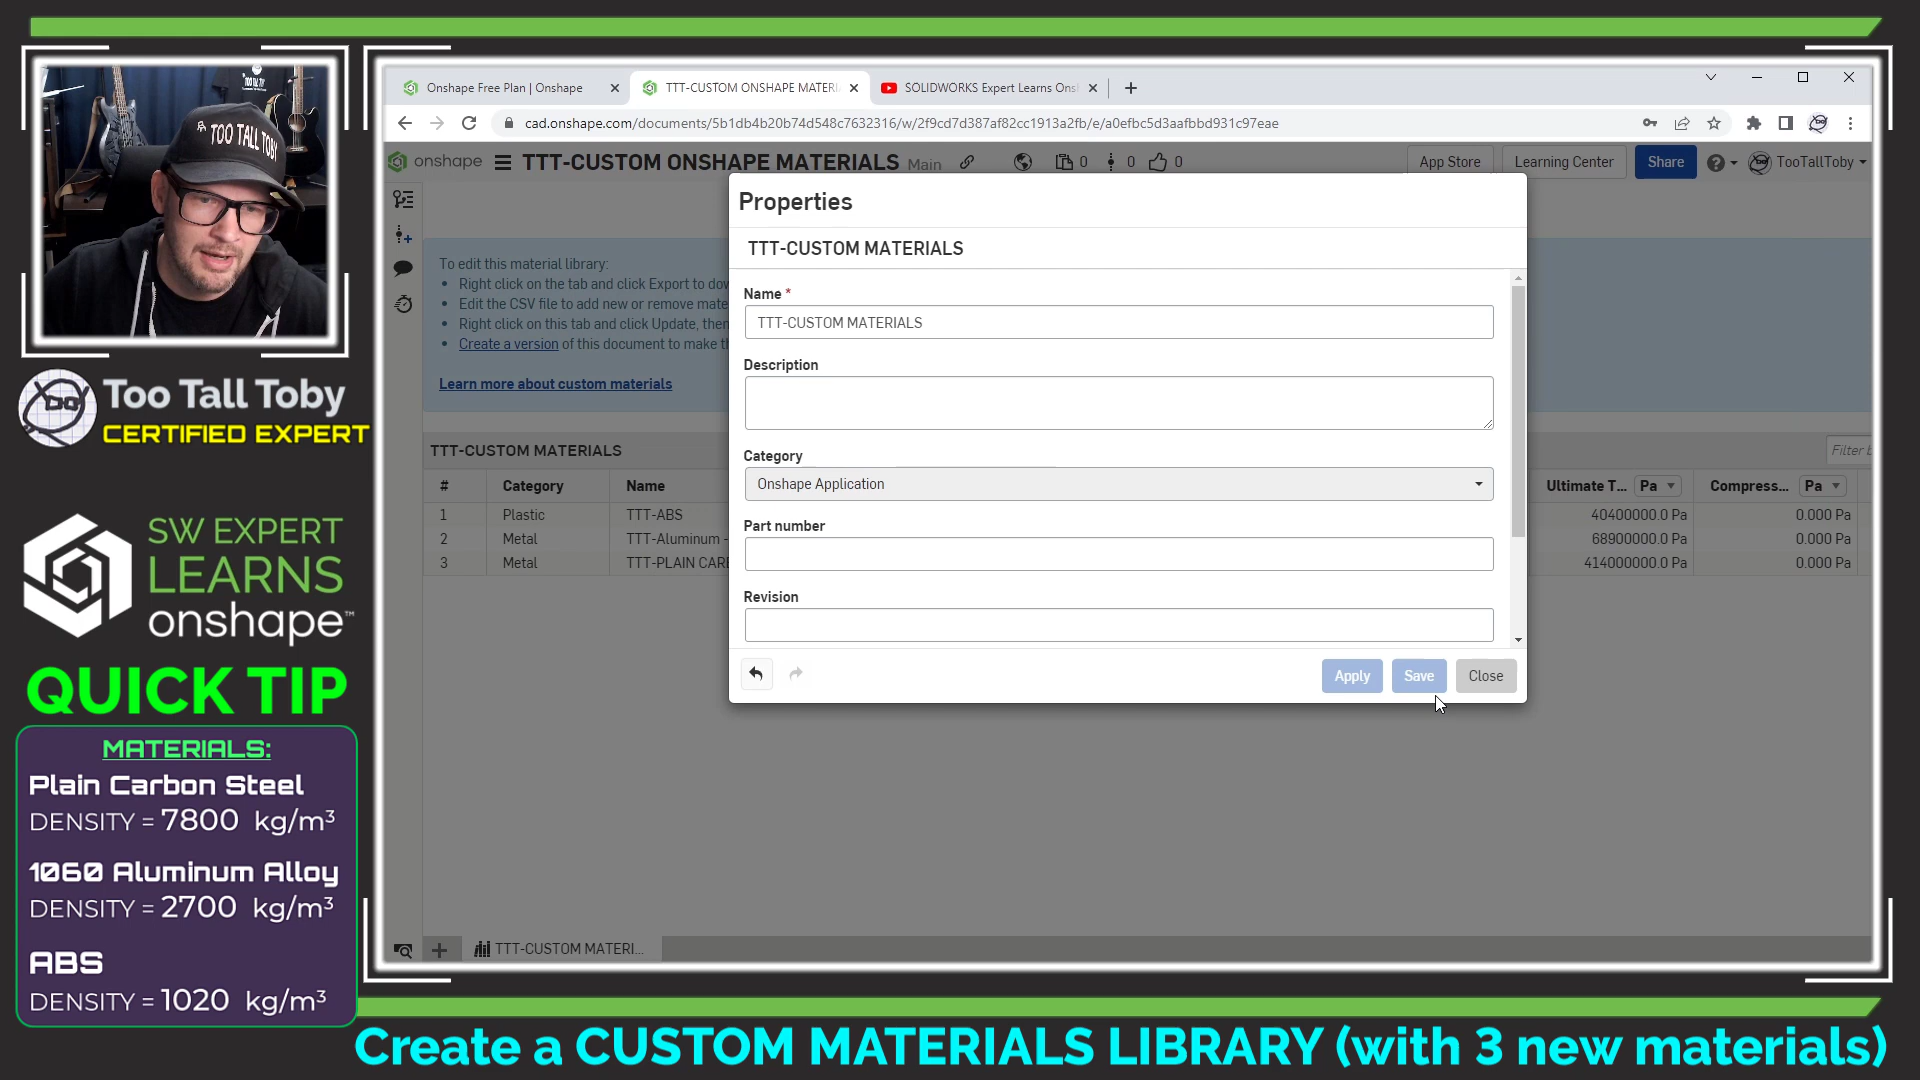 TOO TALL TOBY
Too Tall Toby
CERTIFIED EXPERT
SW EXPERT
LEARNS
onshape™
QUICK TIP
MATERIALS:
Plain Carbon Steel
DENSITY = 7800 kg/m³
1060 Aluminum Alloy
DENSITY = 2700 kg/m³
ABS
DENSITY = 1020 kg/m³
Onshape Free Plan | Onshape
TTT-CUSTOM ONSHAPE MATERI
SOLIDWORKS Expert Learns Ons
cad.onshape.com/documents/5b1db4b20b74d548c7632316/w/2f9cd7d387af82cc1913a2fb/e/a0efbc5d3aafbbd931c97eae
onshape TTT-CUSTOM ONSHAPE MATERIALS Main 0 0 0 App Store Learning Center Share TooTallToby
To edit this material library:
• Right click on the tab and click Export to dov
• Edit the CSV file to add new or remove mate
• Right click on this tab and click Update, then
• Create a version of this document to make th
Learn more about custom materials
TTT-CUSTOM MATERIALS Filter b
# Category Name Ultimate T... Pa Compress... Pa
1 Plastic TTT-ABS 40400000.0 Pa 0.000 Pa
2 Metal TTT-Aluminum - 68900000.0 Pa 0.000 Pa
3 Metal TTT-PLAIN CAR 414000000.0 Pa 0.000 Pa
Properties
TTT-CUSTOM MATERIALS
Name *
TTT-CUSTOM MATERIALS
Description
Category
Onshape Application
Part number
Revision
Apply Save Close
TTT-CUSTOM MATERI...
Create a CUSTOM MATERIALS LIBRARY (with 3 new materials)